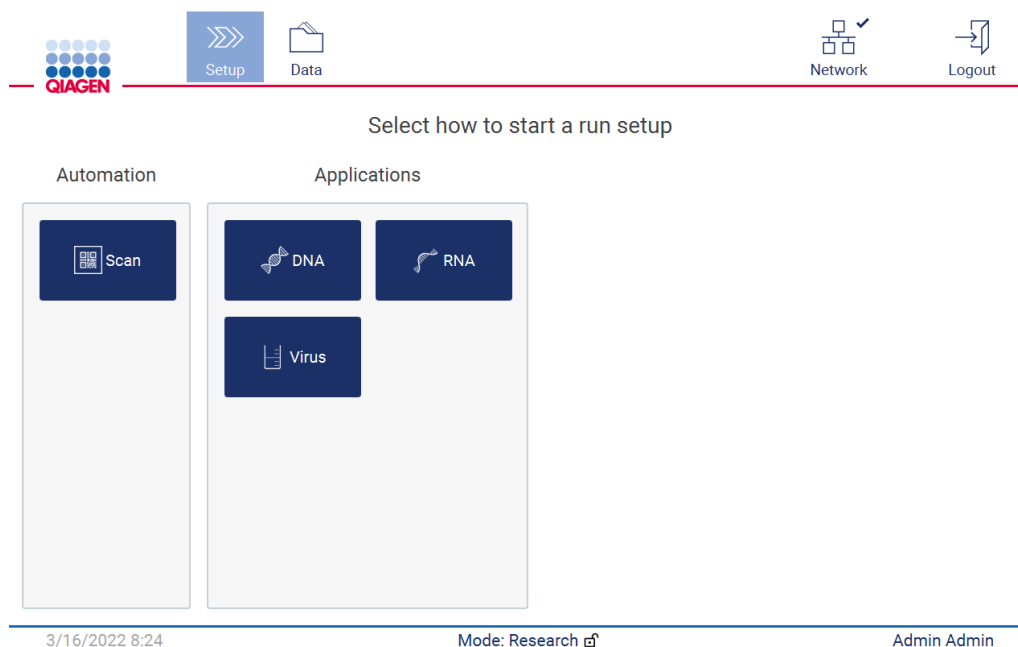 Setup
Data
Network
Logout
QIAGEN
Select how to start a run setup
Automation
Applications
Scan
DNA
RNA
Virus
3/16/2022 8:24
Mode: Research
Admin Admin